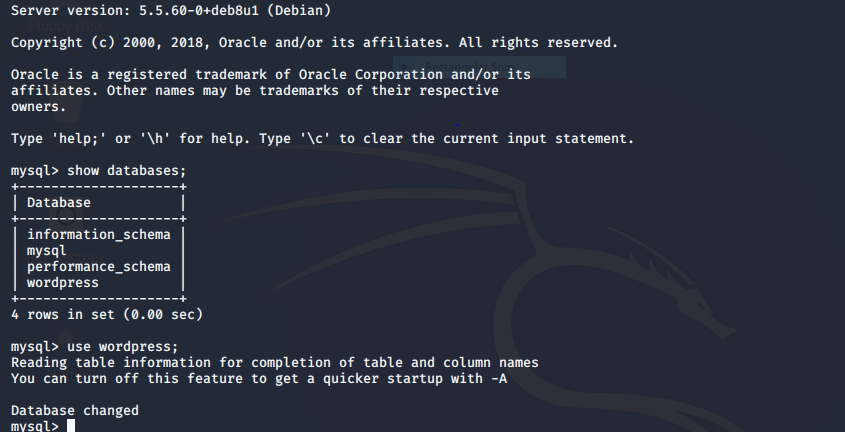 Server version: 5.5.60-0+deb8u1 (Debian)
Copyright (c) 2000, 2018, Oracle and/or its affiliates. All rights reserved.
Oracle is a registered trademark of Oracle Corporation and/or its
affiliates. Other names may be trademarks of their respective
owners.
Type 'help;' or '\h' for help. Type '\c' to clear the current input statement.
mysql> show databases;
+--------------------+
| Database           |
+--------------------+
| information_schema |
| mysql              |
| performance_schema |
| wordpress          |
+--------------------+
4 rows in set (0.00 sec)
mysql> use wordpress;
Reading table information for completion of table and column names
You can turn off this feature to get a quicker startup with -A
Database changed
mysql>